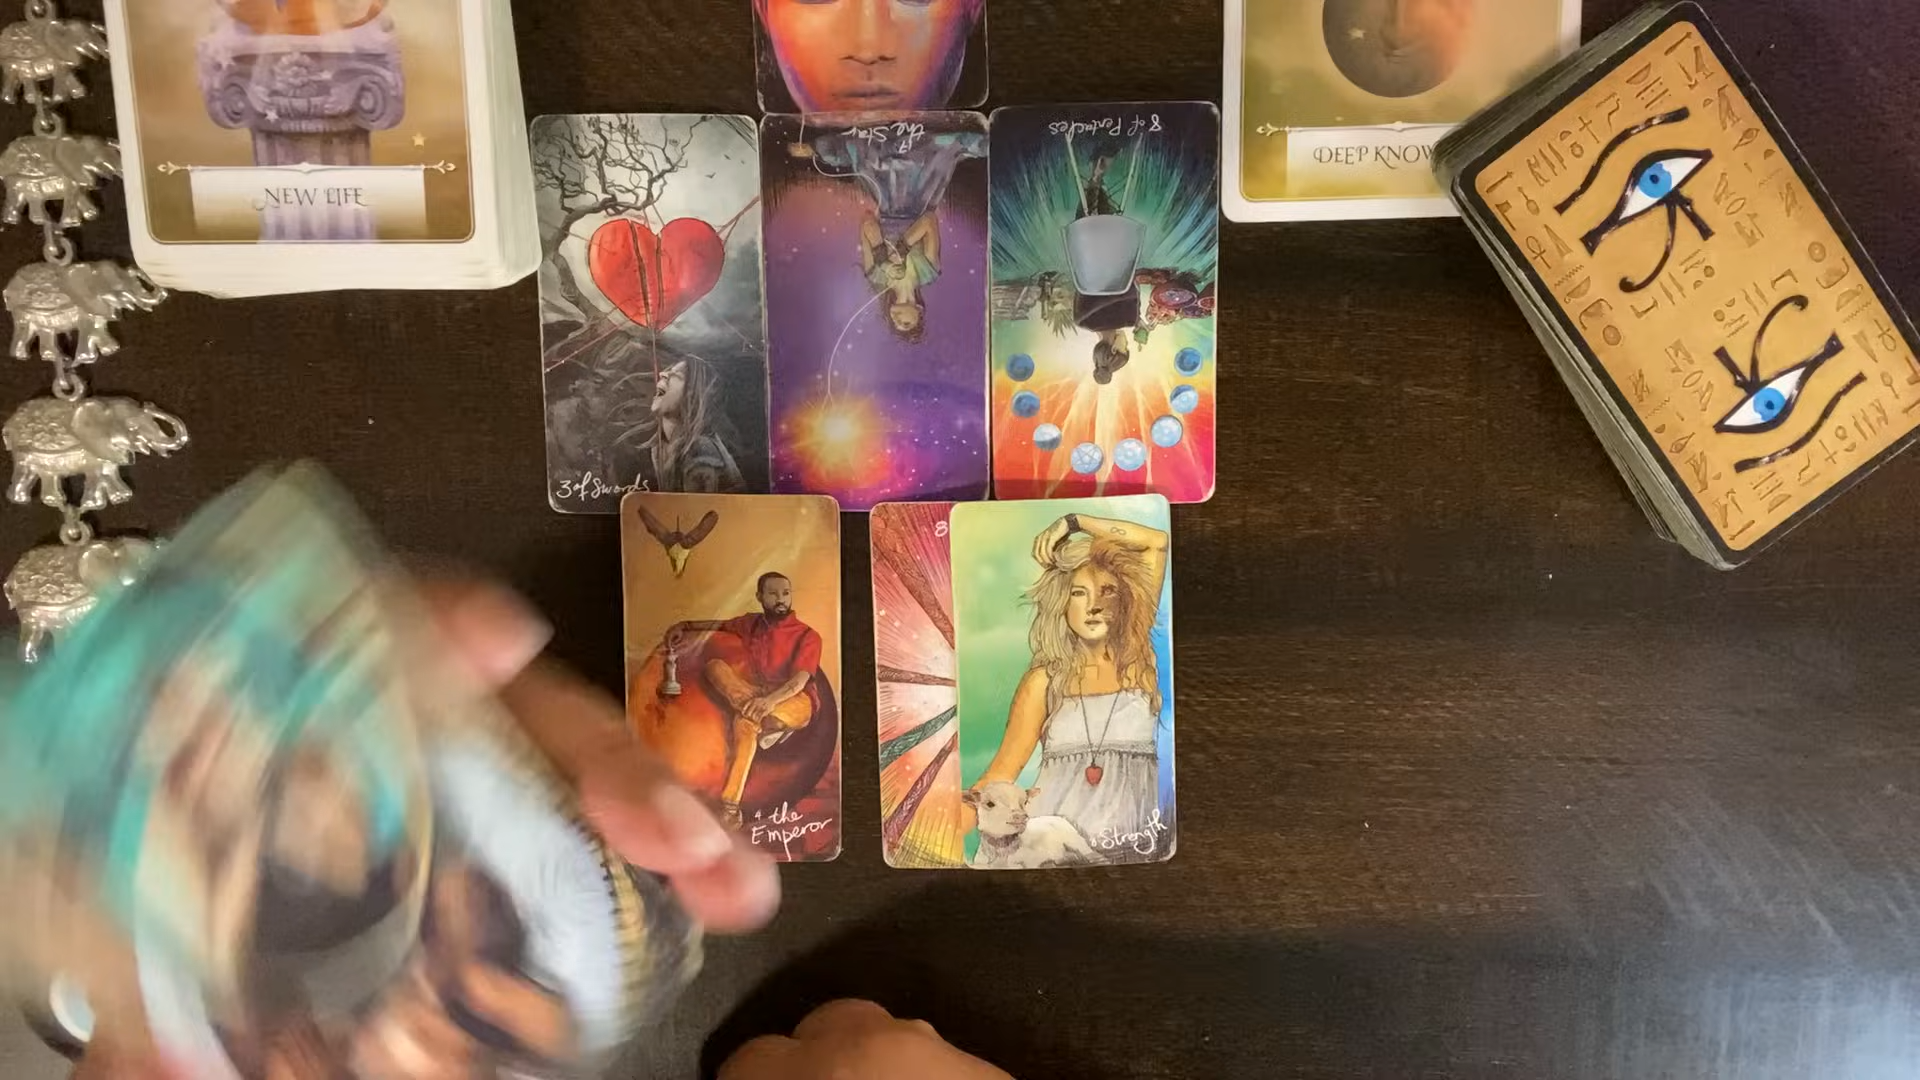 NEW LIFE
17
the Star
8 of Pentacles
DEEP KNOW
3 of Swords
8
4 the
Emperor
8 Strength